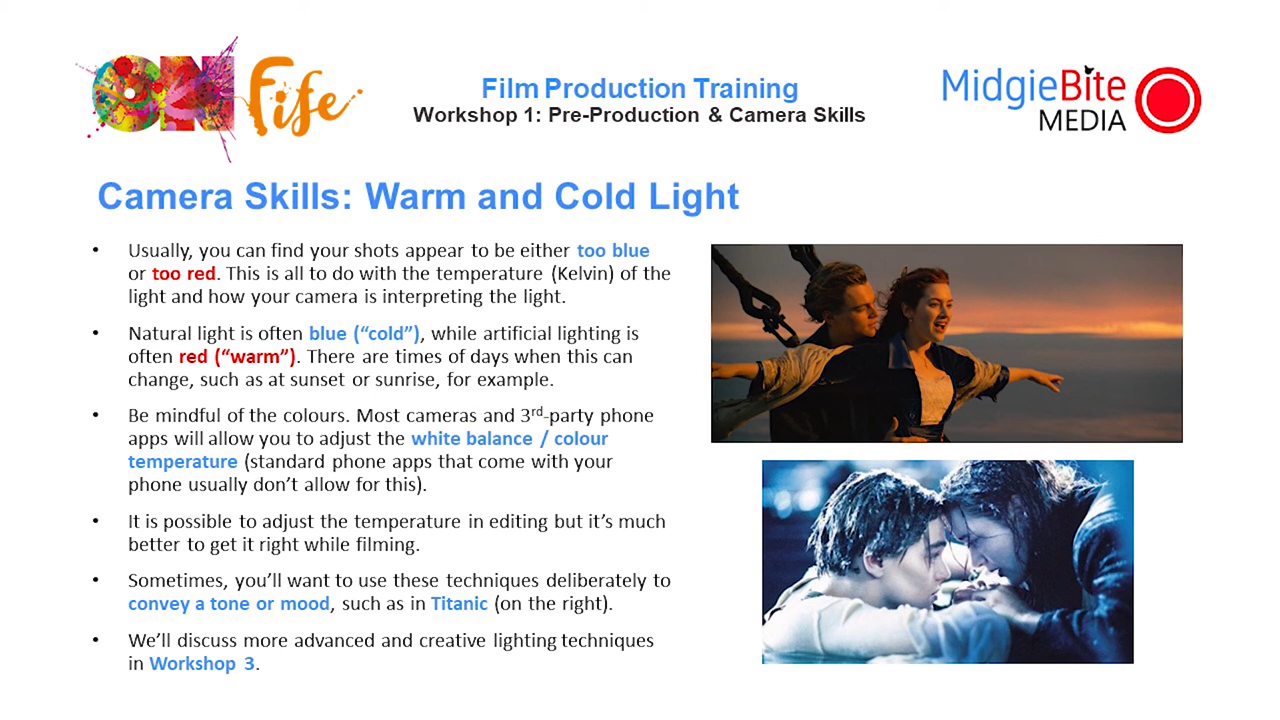 ON Fife
Film Production Training
Workshop 1: Pre-Production & Camera Skills
MidgieBite
MEDIA
Camera Skills: Warm and Cold Light
• Usually, you can find your shots appear to be either too blue
or too red. This is all to do with the temperature (Kelvin) of the
light and how your camera is interpreting the light.
• Natural light is often blue (“cold”), while artificial lighting is
often red (“warm”). There are times of days when this can
change, such as at sunset or sunrise, for example.
• Be mindful of the colours. Most cameras and 3rd-party phone
apps will allow you to adjust the white balance / colour
temperature (standard phone apps that come with your
phone usually don’t allow for this).
• It is possible to adjust the temperature in editing but it’s much
better to get it right while filming.
• Sometimes, you’ll want to use these techniques deliberately to
convey a tone or mood, such as in Titanic (on the right).
• We’ll discuss more advanced and creative lighting techniques
in Workshop 3.